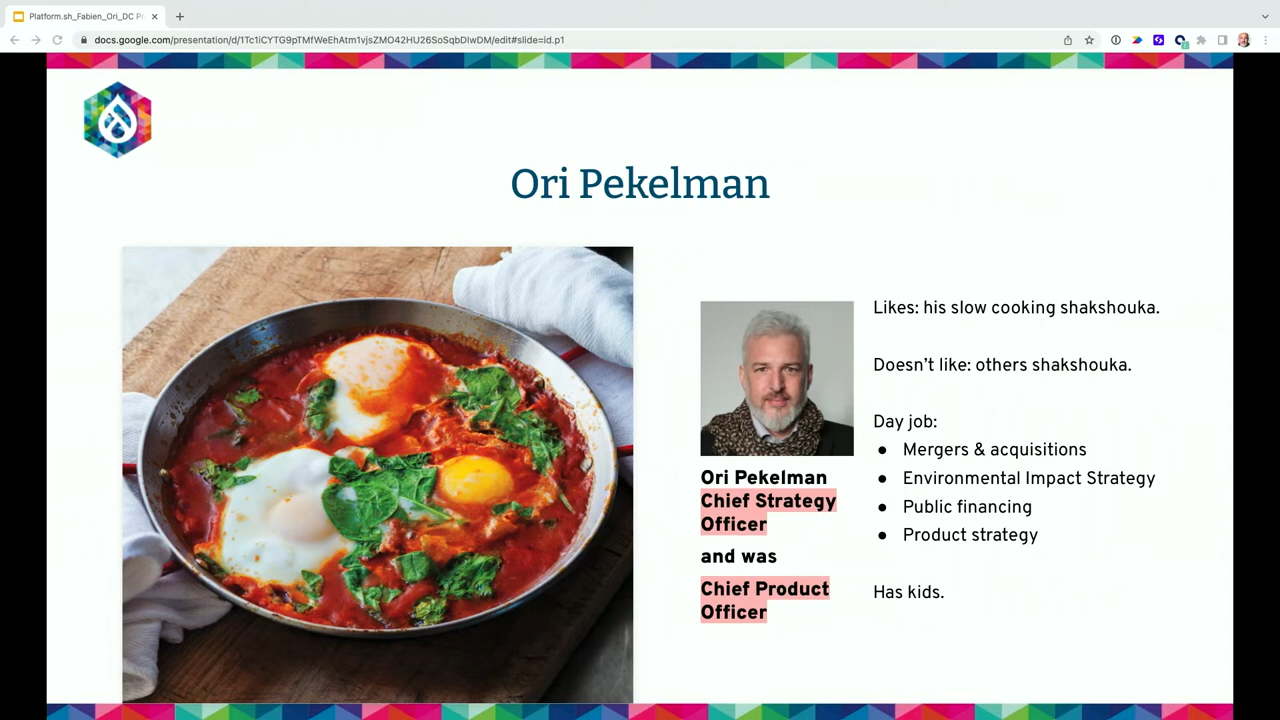 Platform.sh_Fabien_Ori_DC Pr
docs.google.com/presentation/d/1Tc1iCYTG9pTMfWeEhAtm1vjsZMO42HU26SoSqbDIwDM/edit#slide=id.p1
Ori Pekelman
Likes: his slow cooking shakshouka.
Doesn't like: others shakshouka.
Day job:
● Mergers & acquisitions
● Environmental Impact Strategy
● Public financing
● Product strategy
Has kids.
Ori Pekelman
Chief Strategy
Officer
and was
Chief Product
Officer